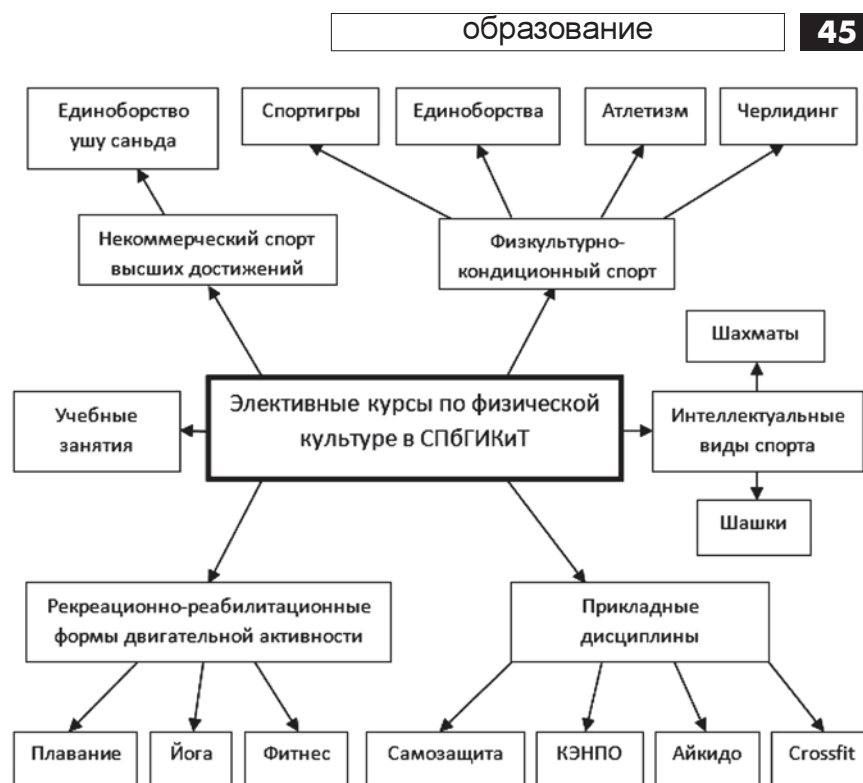 образование
45
Единоборство
ушу саньда
Спортигры
Единоборства
Атлетизм
Черлидинг
Некоммерческий спорт
высших достижений
Физкультурно-
кондиционный спорт
Шахматы
Учебные
занятия
Элективные курсы по физической
культуре в СПбГИКиТ
Интеллектуальные
виды спорта
Шашки
Рекреационно-реабилитационные
формы двигательной активности
Прикладные
дисциплины
Плавание
Йога
Фитнес
Самозащита
КЭНПО
Айкидо
Crossfit